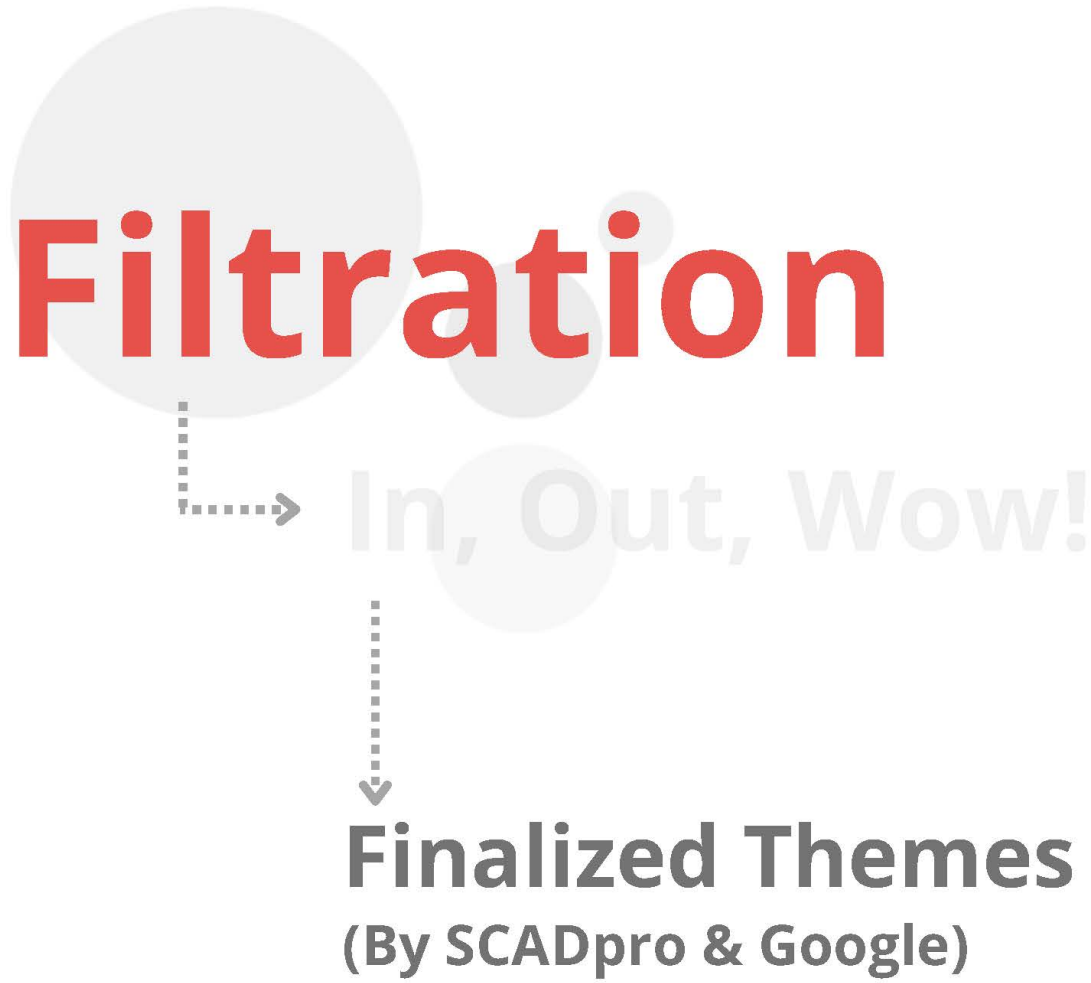 Filtration
In, Out, Wow!
Finalized Themes
(By SCADpro & Google)